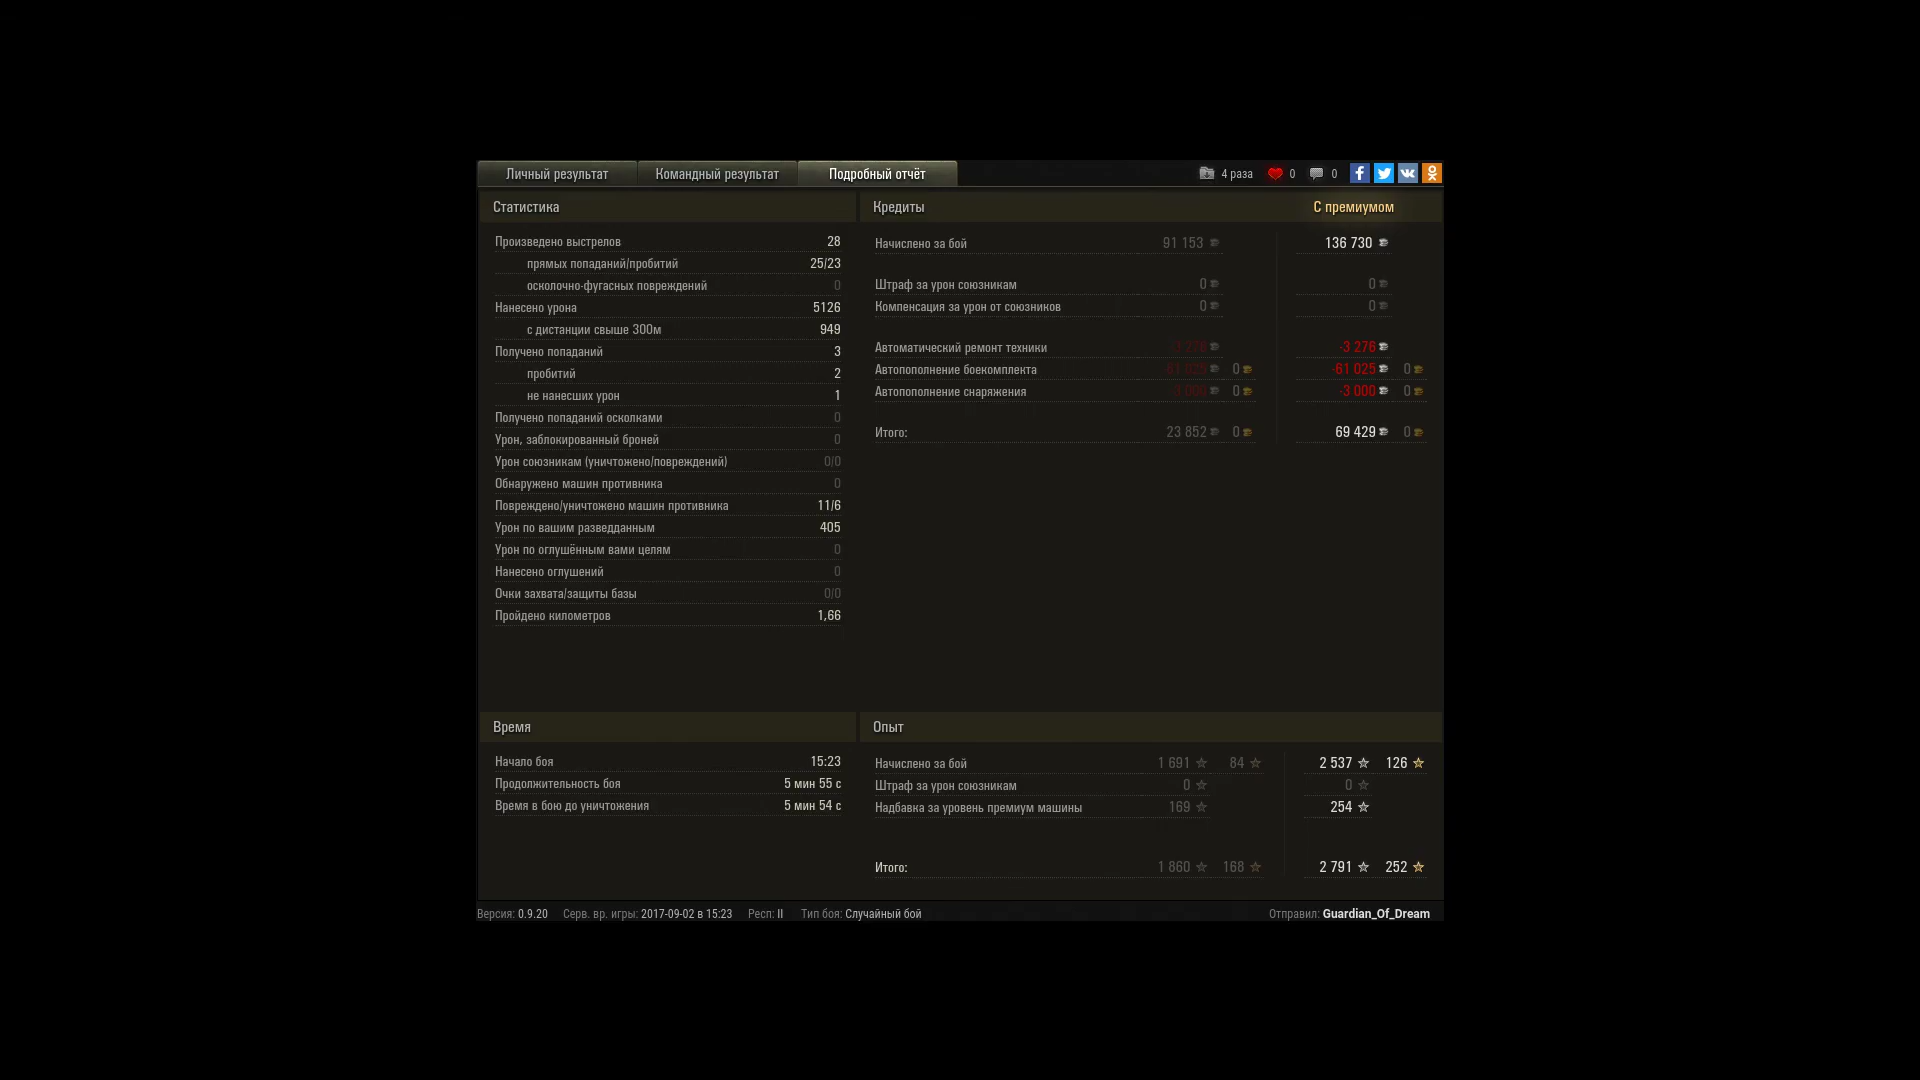 Личный результат Командный результат Подробный отчёт 4 раза 0 0
Статистика
Произведено выстрелов 28
прямых попаданий/пробитий 25/23
осколочно-фугасных повреждений 0
Нанесено урона 5126
с дистанции свыше 300м 949
Получено попаданий 3
пробитий 2
не нанесших урон 1
Получено попаданий осколками 0
Урон, заблокированный броней 0
Урон союзникам (уничтожено/повреждений) 0/0
Обнаружено машин противника 0
Повреждено/уничтожено машин противника 11/6
Урон по вашим разведданным 405
Урон по оглушённым вами целям 0
Нанесено оглушений 0
Очки захвата/защиты базы 0/0
Пройдено километров 1,66
Кредиты С премиумом
Начислено за бой 91 153 136 730
Штраф за урон союзникам 0 0
Компенсация за урон от союзников 0 0
Автоматический ремонт техники -3 276 -3 276
Автопополнение боекомплекта -61 025 0 -61 025 0
Автопополнение снаряжения -3 000 0 -3 000 0
Итого: 23 852 0 69 429 0
Время
Начало боя 15:23
Продолжительность боя 5 мин 55 с
Время в бою до уничтожения 5 мин 54 с
Опыт
Начислено за бой 1 691 84 2 537 126
Штраф за урон союзникам 0 0
Надбавка за уровень премиум машины 169 254
Итого: 1 860 168 2 791 252
Версия: 0.9.20 Серв. вр. игры: 2017-09-02 в 15:23 Респ: II Тип боя: Случайный бой Отправил: Guardian_Of_Dream